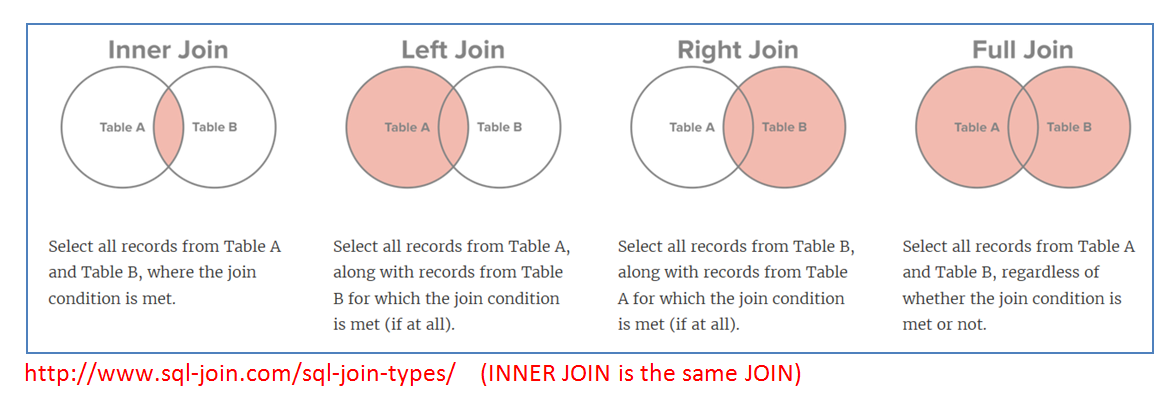 Inner Join
Table A
Table B
Select all records from Table A
and Table B, where the join
condition is met.
Left Join
Table A
Table B
Select all records from Table A,
along with records from Table
B for which the join condition
is met (if at all).
Right Join
Table A
Table B
Select all records from Table B,
along with records from Table
A for which the join condition
is met (if at all).
Full Join
Table A
Table B
Select all records from Table A
and Table B, regardless of
whether the join condition is
met or not.
http://www.sql-join.com/sql-join-types/ (INNER JOIN is the same JOIN)